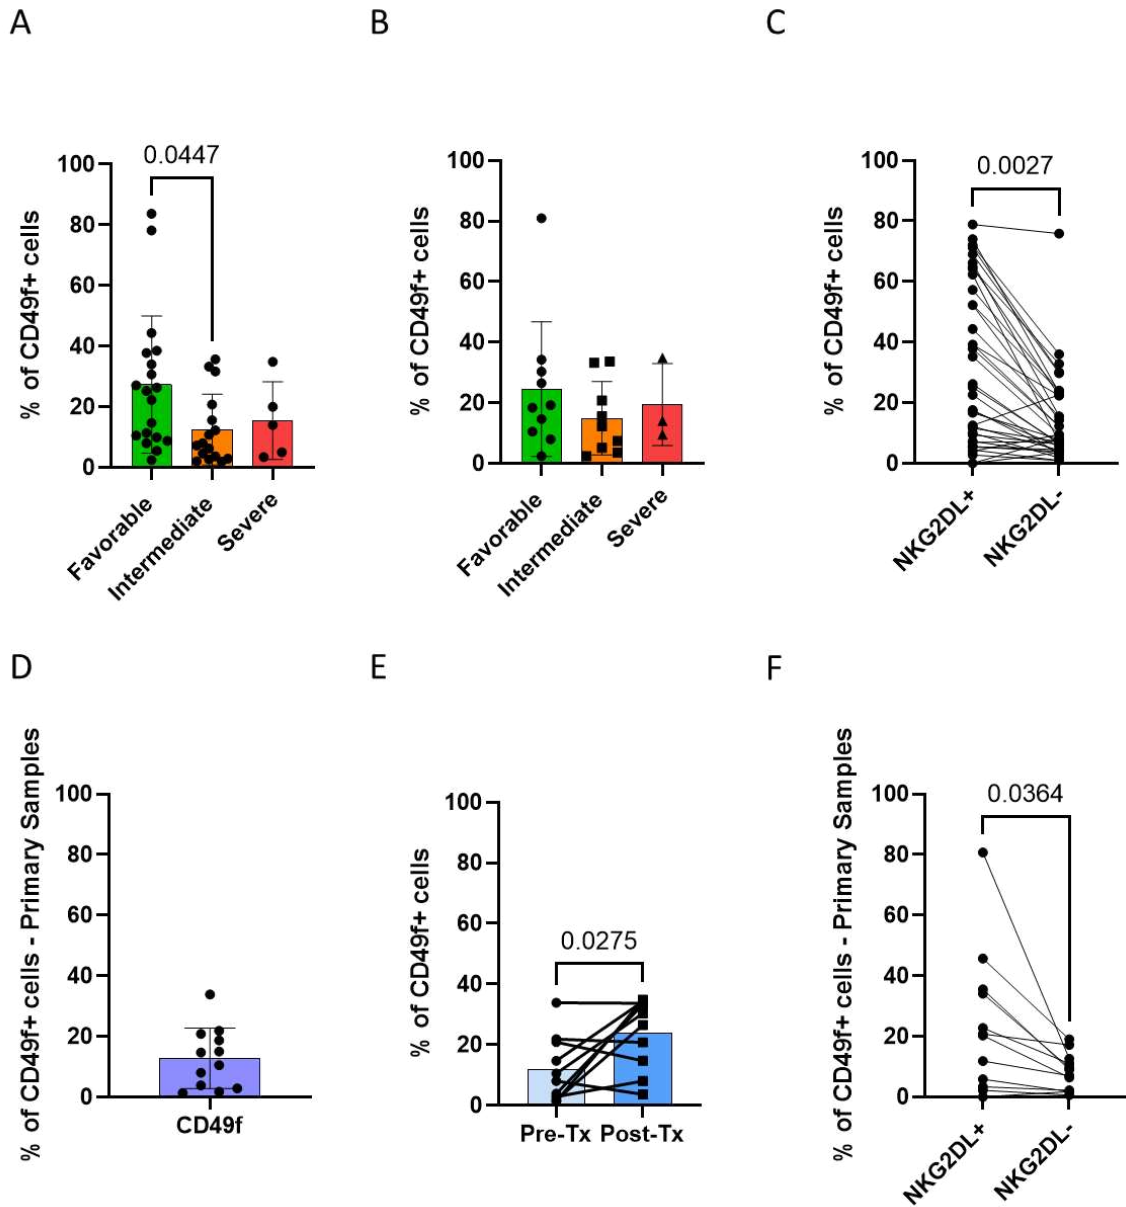 A
B
C
% of CD49f+ cells
100
80
60
40
20
0
0.0447
Favorable
Intermediate
Severe
% of CD49f+ cells
100
80
60
40
20
0
Favorable
Intermediate
Severe
% of CD49f+ cells
100
80
60
40
20
0
0.0027
NKG2DL+
NKG2DL-
D
E
F
% of CD49f+ cells - Primary Samples
100
80
60
40
20
0
CD49f
% of CD49f+ cells
100
80
60
40
20
0
0.0275
Pre-Tx Post-Tx
% of CD49f+ cells - Primary Samples
100
80
60
40
20
0
0.0364
NKG2DL+
NKG2DL-